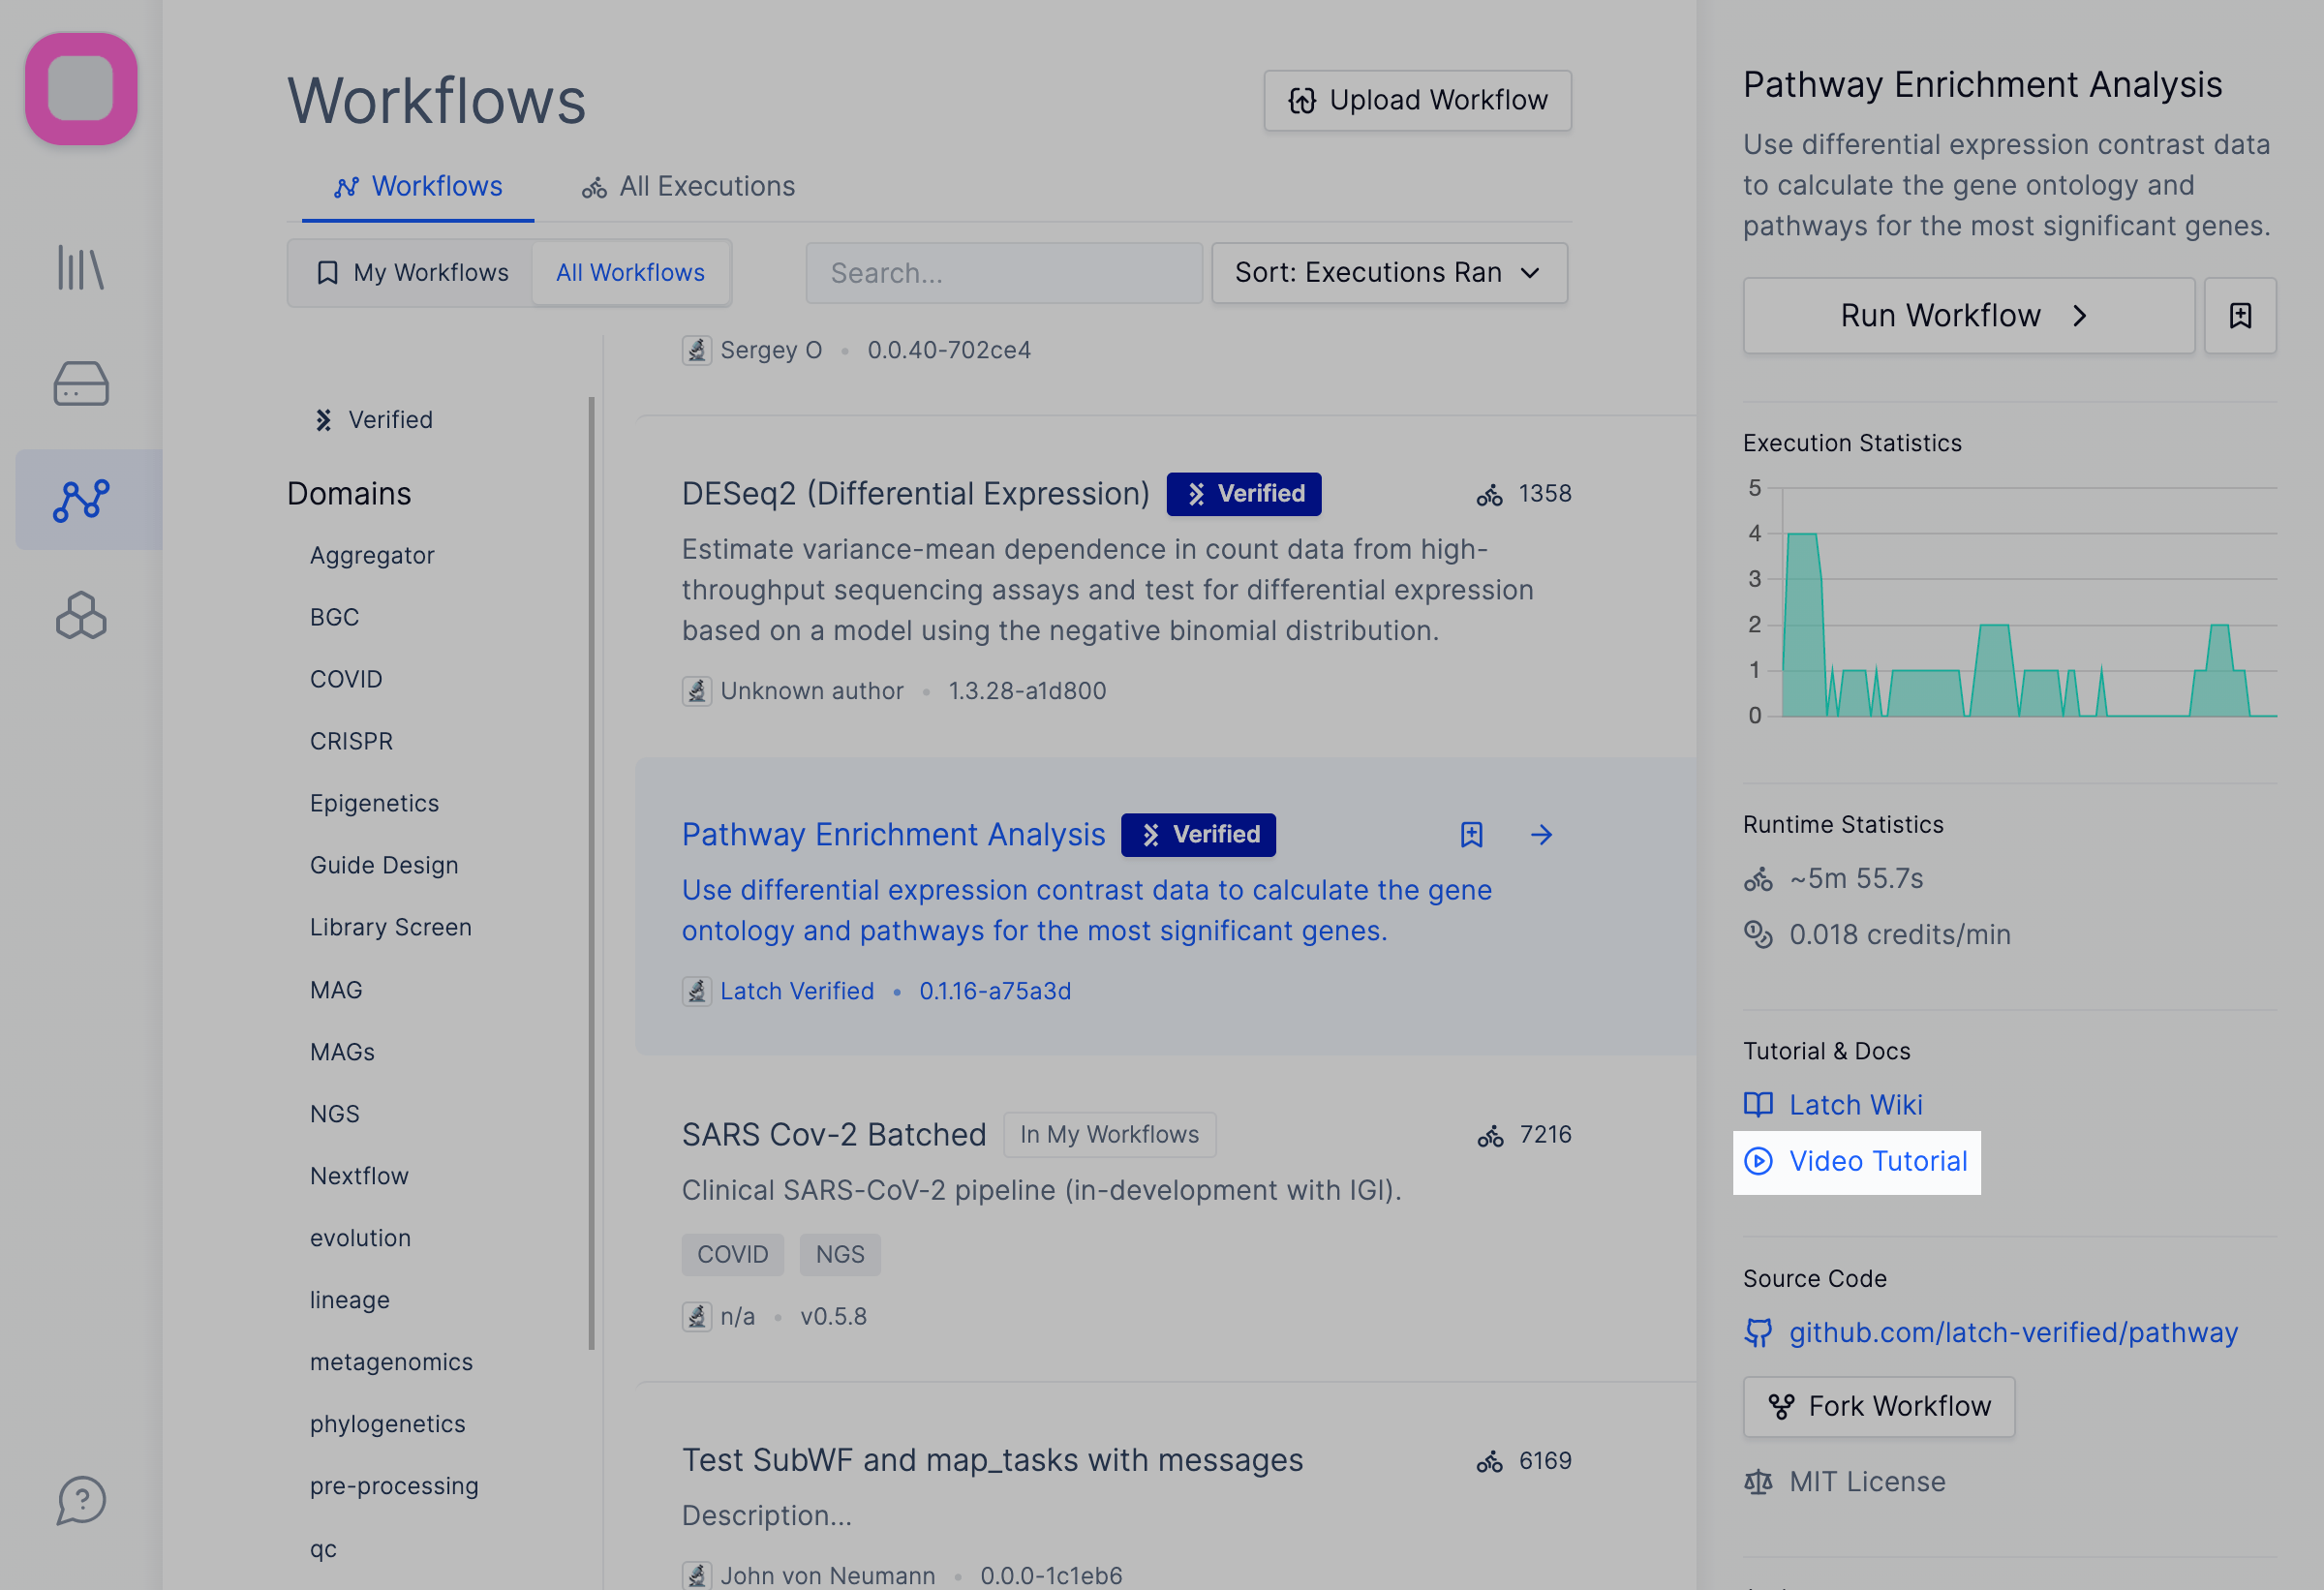 Workflows
Upload Workflow
Workflows
All Executions
My Workflows
All Workflows
Search...
Sort: Executions Ran
Verified
Domains
Aggregator
BGC
COVID
CRISPR
Epigenetics
Guide Design
Library Screen
MAG
MAGs
NGS
Nextflow
evolution
lineage
metagenomics
phylogenetics
pre-processing
qc
Sergey O • 0.0.40-702ce4
DESeq2 (Differential Expression)
Verified
1358
Estimate variance-mean dependence in count data from high-
throughput sequencing assays and test for differential expression
based on a model using the negative binomial distribution.
Unknown author • 1.3.28-a1d800
Pathway Enrichment Analysis
Verified
Use differential expression contrast data to calculate the gene
ontology and pathways for the most significant genes.
Latch Verified • 0.1.16-a75a3d
SARS Cov-2 Batched
In My Workflows
7216
Clinical SARS-CoV-2 pipeline (in-development with IGI).
COVID
NGS
n/a • v0.5.8
Test SubWF and map_tasks with messages
6169
Description...
John von Neumann • 0.0.0-1c1eb6
Pathway Enrichment Analysis
Use differential expression contrast data
to calculate the gene ontology and
pathways for the most significant genes.
Run Workflow
Execution Statistics
5
4
3
2
1
0
Runtime Statistics
~5m 55.7s
0.018 credits/min
Tutorial & Docs
Latch Wiki
Video Tutorial
Source Code
github.com/latch-verified/pathway
Fork Workflow
MIT License